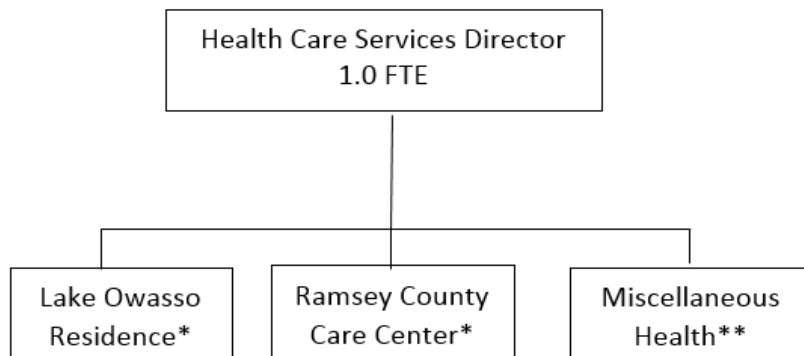 Health Care Services Director
1.0 FTE
Lake Owasso
Residence*
Ramsey County
Care Center*
Miscellaneous
Health**